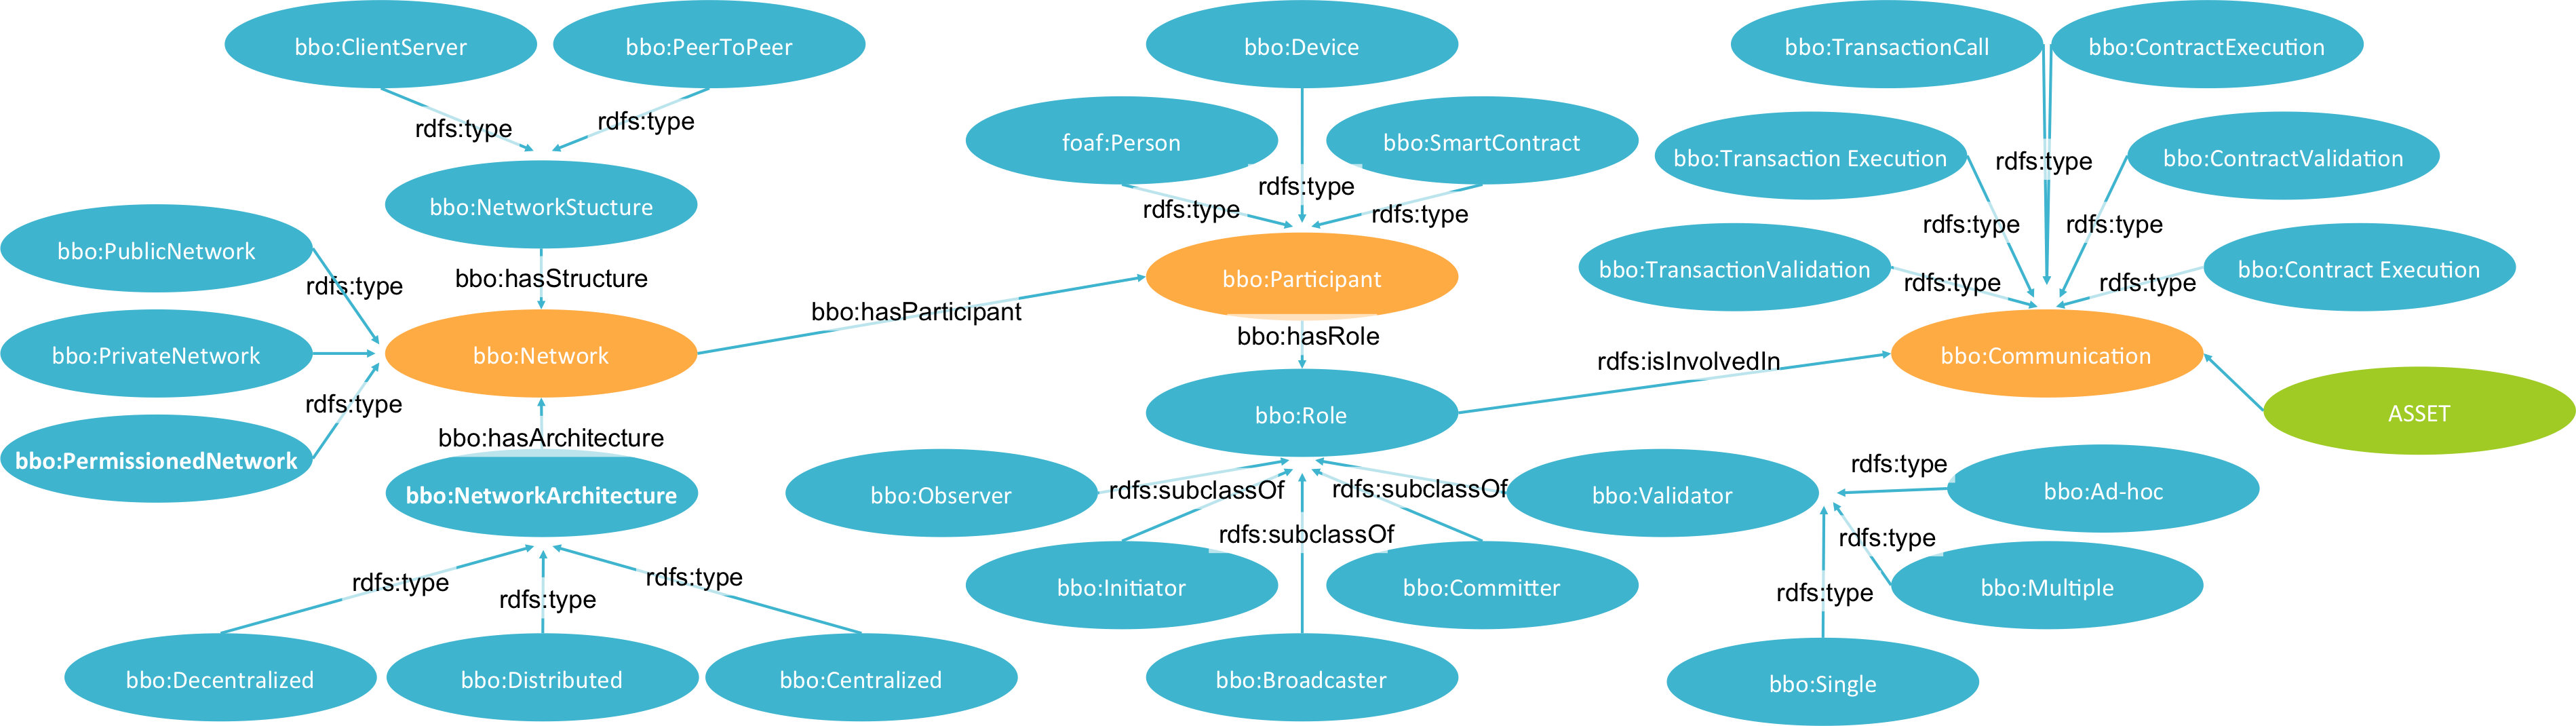 bbo:ClientServer
bbo:PeerToPeer
rdfs:type
rdfs:type
bbo:NetworkStucture
bbo:PublicNetwork
rdfs:type
bbo:hasStructure
bbo:PrivateNetwork
bbo:Network
bbo:PermissionedNetwork
rdfs:type
bbo:hasArchitecture
bbo:NetworkArchitecture
rdfs:type
rdfs:type
rdfs:type
bbo:Decentralized
bbo:Distributed
bbo:Centralized
bbo:hasParticipant
bbo:Device
foaf:Person
bbo:SmartContract
rdfs:type
rdfs:type
rdfs:type
bbo:Participant
bbo:hasRole
bbo:Role
rdfs:isInvolvedIn
bbo:Observer
rdfs:subclassOf
rdfs:subclassOf
bbo:Validator
rdfs:subclassOf
bbo:Initiator
bbo:Committer
bbo:Broadcaster
bbo:TransactionCall
bbo:ContractExecution
bbo:Transaction Execution
rdfs:type
bbo:ContractValidation
rdfs:type
rdfs:type
bbo:TransactionValidation
rdfs:type
rdfs:type
bbo:Contract Execution
bbo:Communication
ASSET
rdfs:type
bbo:Ad-hoc
rdfs:type
bbo:Multiple
rdfs:type
bbo:Single